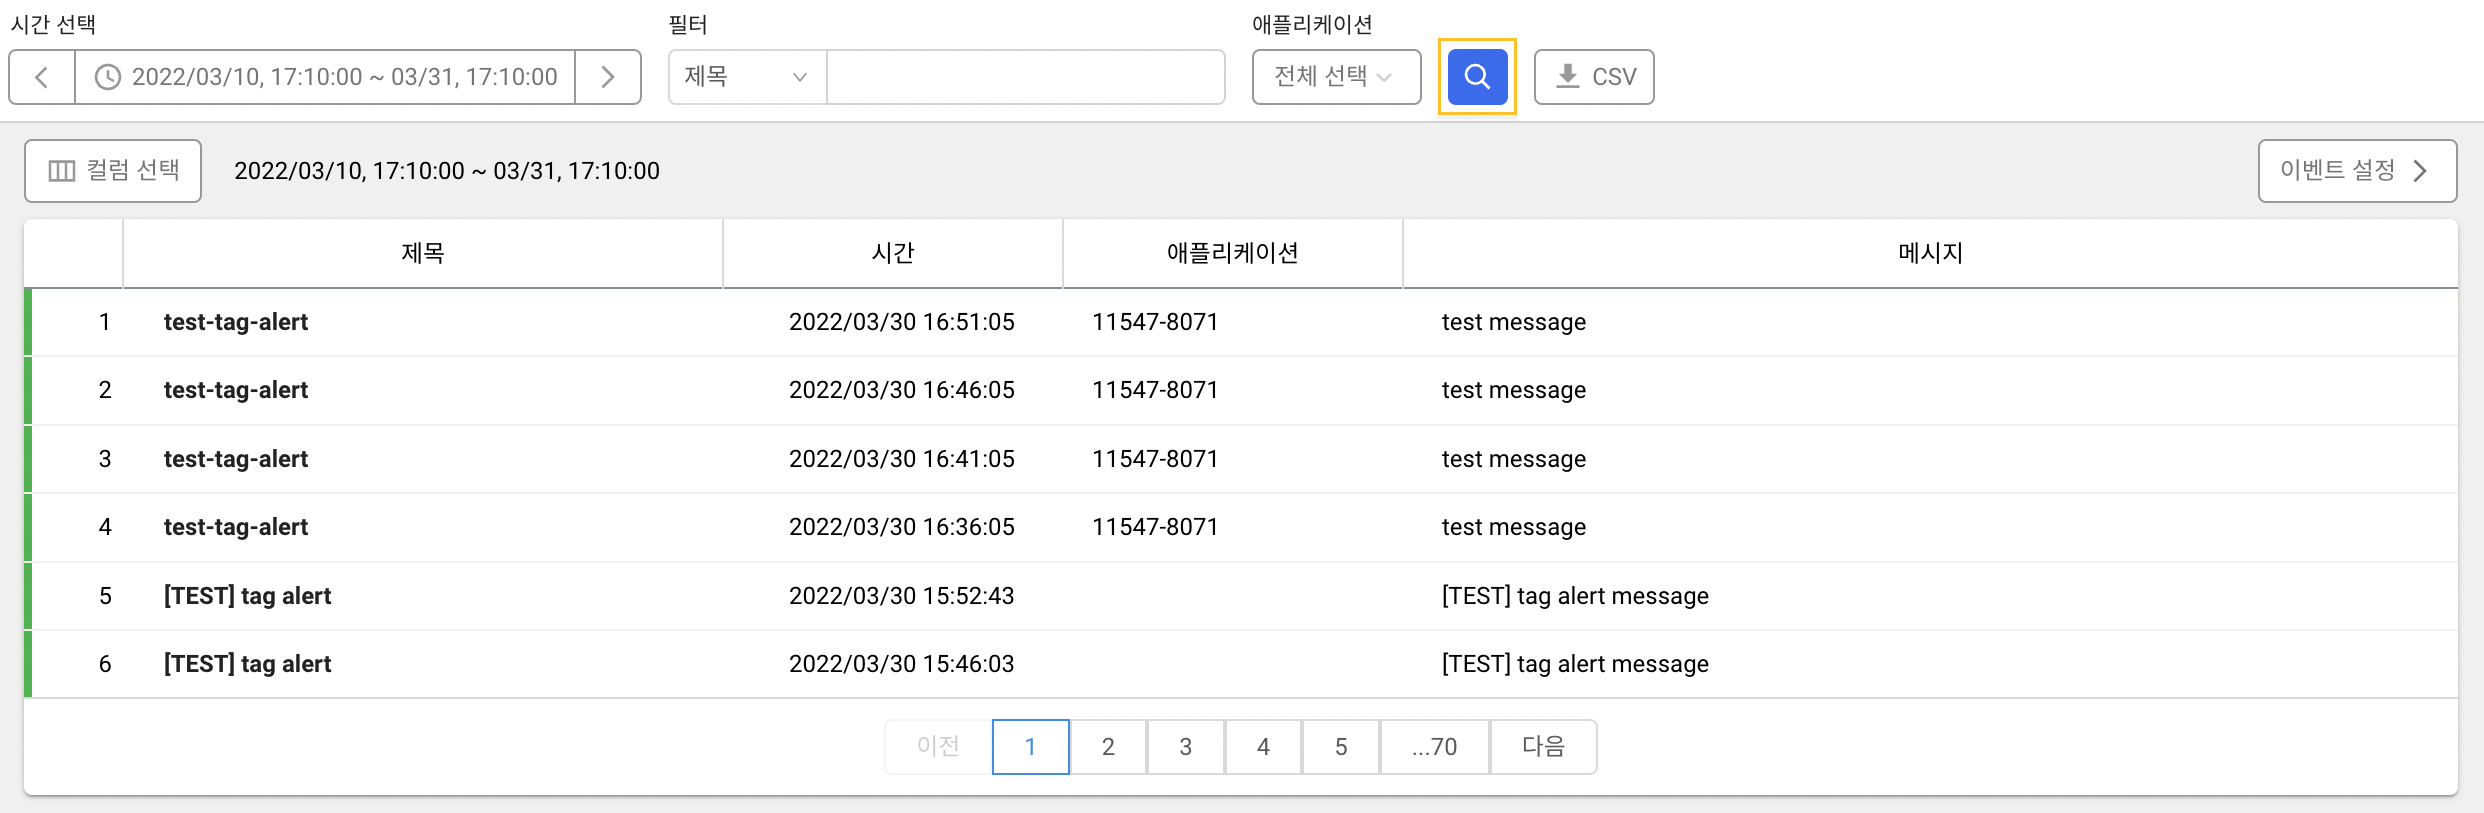 시간 선택
필터
애플리케이션
2022/03/10, 17:10:00 ~ 03/31, 17:10:00
제목
전체 선택
CSV
컬럼 선택
2022/03/10, 17:10:00 ~ 03/31, 17:10:00
이벤트 설정
제목 시간 애플리케이션 메시지
1 test-tag-alert 2022/03/30 16:51:05 11547-8071 test message
2 test-tag-alert 2022/03/30 16:46:05 11547-8071 test message
3 test-tag-alert 2022/03/30 16:41:05 11547-8071 test message
4 test-tag-alert 2022/03/30 16:36:05 11547-8071 test message
5 [TEST] tag alert 2022/03/30 15:52:43 [TEST] tag alert message
6 [TEST] tag alert 2022/03/30 15:46:03 [TEST] tag alert message
이전 1 2 3 4 5 ...70 다음